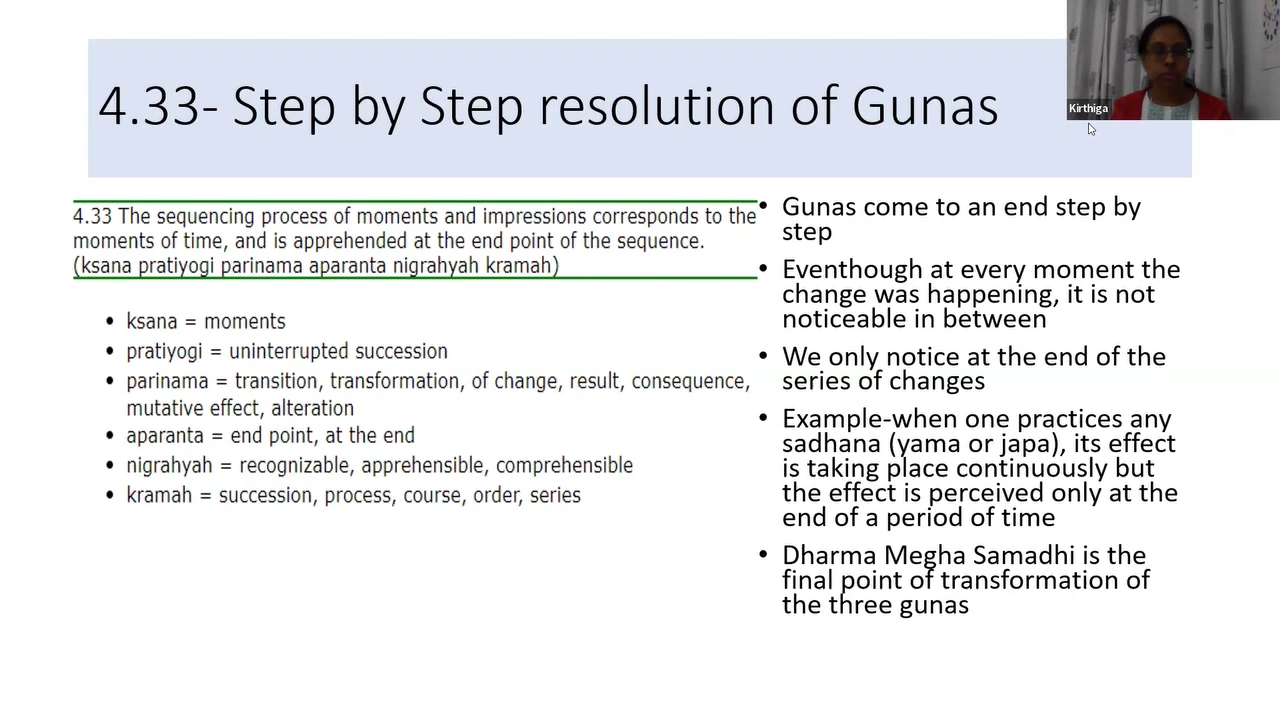 4.33- Step by Step resolution of Gunas
Kirthiga
4.33 The sequencing process of moments and impressions corresponds to the
moments of time, and is apprehended at the end point of the sequence.
(ksana pratiyogi parinama aparanta nigrahyah kramah)
• ksana = moments
• pratiyogi = uninterrupted succession
• parinama = transition, transformation, of change, result, consequence,
mutative effect, alteration
• aparanta = end point, at the end
• nigrahyah = recognizable, apprehensible, comprehensible
• kramah = succession, process, course, order, series
• Gunas come to an end step by
step
• Eventhough at every moment the
change was happening, it is not
noticeable in between
• We only notice at the end of the
series of changes
• Example-when one practices any
sadhana (yama or japa), its effect
is taking place continuously but
the effect is perceived only at the
end of a period of time
• Dharma Megha Samadhi is the
final point of transformation of
the three gunas